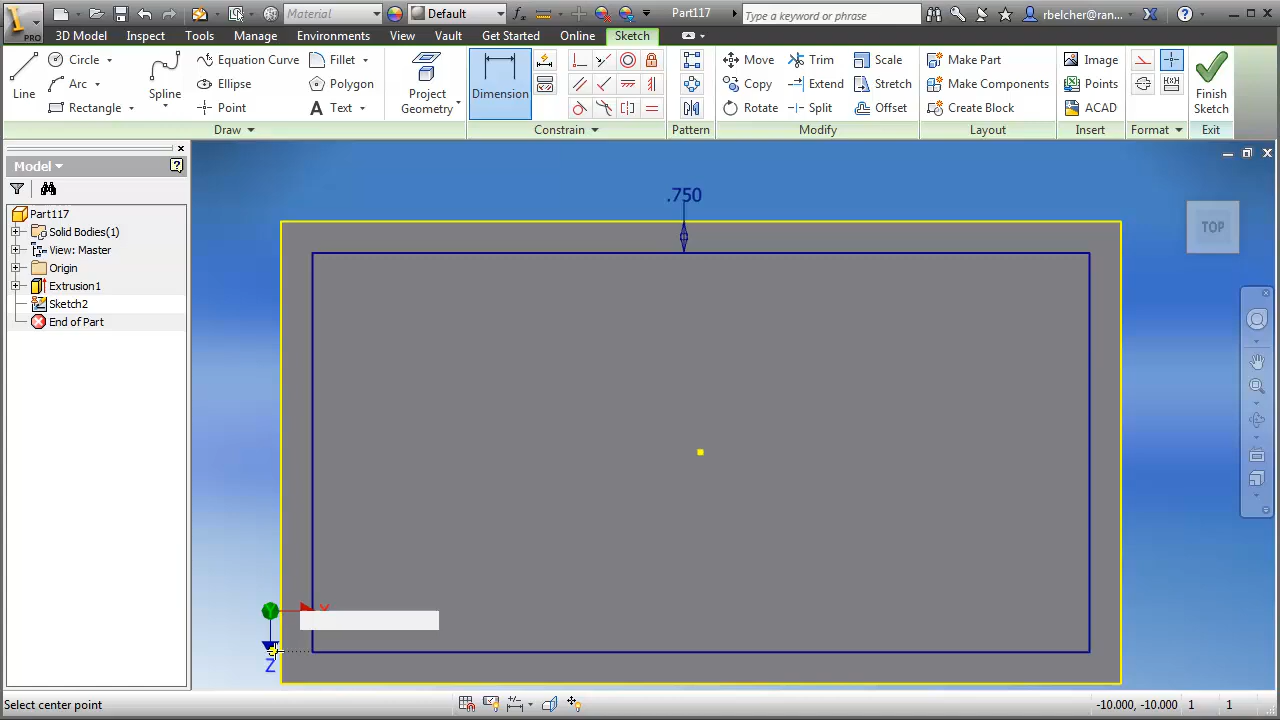 Material Default Part117 Type a keyword or phrase rbelcher@ran...
PRO 3D Model Inspect Tools Manage Environments View Vault Get Started Online Sketch
Line Circle Arc Rectangle Spline Equation Curve Ellipse Point Fillet Polygon Text
Project Geometry Dimension
Move Copy Rotate Trim Extend Split Scale Stretch Offset
Make Part Make Components Create Block Image Points ACAD Finish Sketch
Draw Constrain Pattern Modify Layout Insert Format Exit
Model
Part117
Solid Bodies(1)
View: Master
Origin
Extrusion1
Sketch2
End of Part
.750
TOP
X
Y
Z
Select center point -10.000, -10.000 1 1